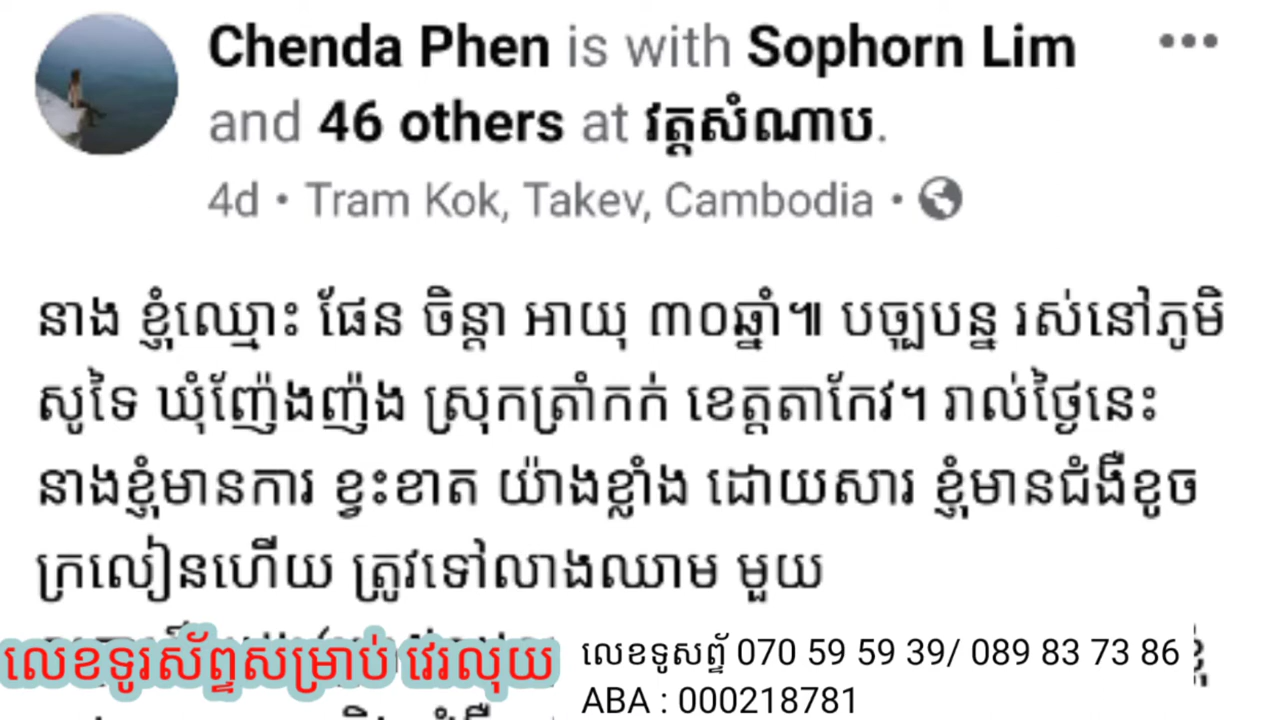 Chenda Phen is with Sophorn Lim
and 46 others at វត្តសំណាប.
4d • Tram Kok, Takev, Cambodia •
នាង ខ្ញុំឈ្មោះ ផែន ចិន្តា អាយុ ៣០ឆ្នាំ៕ បច្ចុប្បបន្ន រស់នៅភូមិ
សូទៃ ឃុំញ៉ែងញ៉ង ស្រុកត្រាំកក់ ខេត្តតាកែវ។ រាល់ថ្ងៃនេះ
នាងខ្ញុំមានការ ខ្វះខាត យ៉ាងខ្លាំង ដោយសារ ខ្ញុំមានជំងឺខូច
ក្រលៀនហើយ ត្រូវទៅលាងឈាម មួយ
លេខទូរស័ព្ទសម្រាប់ វេរលុយ
លេខទូសព្ទ័ 070 59 59 39/ 089 83 73 86
ABA : 000218781